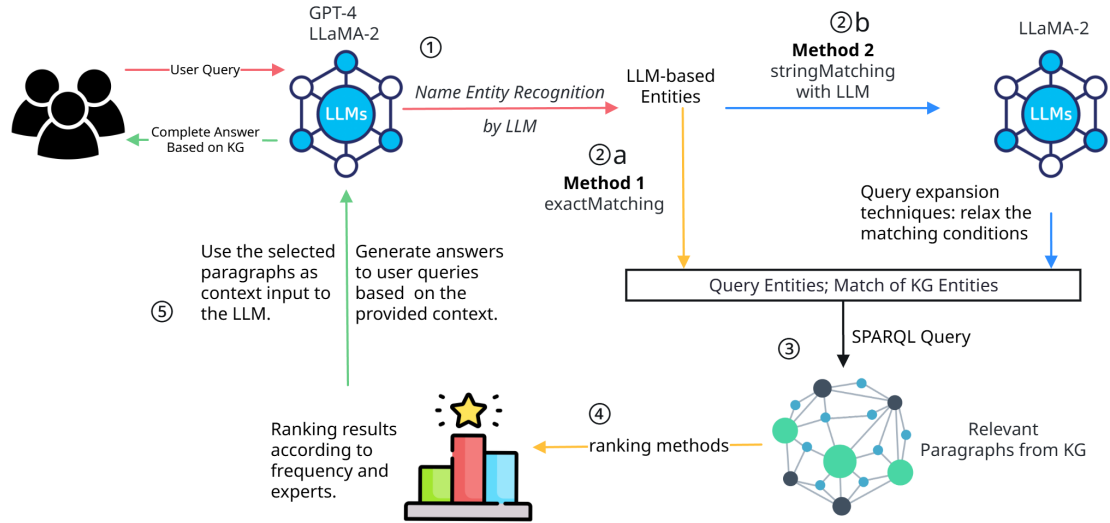 GPT-4
LLaMA-2
①
②b
LLaMA-2
User Query
LLMs
Name Entity Recognition
by LLM
LLM-based
Entities
Method 2
stringMatching
with LLM
LLMs
Complete Answer
Based on KG
②a
Method 1
exactMatching
Query expansion
techniques: relax the
matching conditions
Use the selected
paragraphs as
context input to
the LLM.
Generate answers
to user queries
based on the
provided context.
⑤
Query Entities; Match of KG Entities
③
SPARQL Query
④
ranking methods
Ranking results
according to
frequency and
experts.
Relevant
Paragraphs from KG